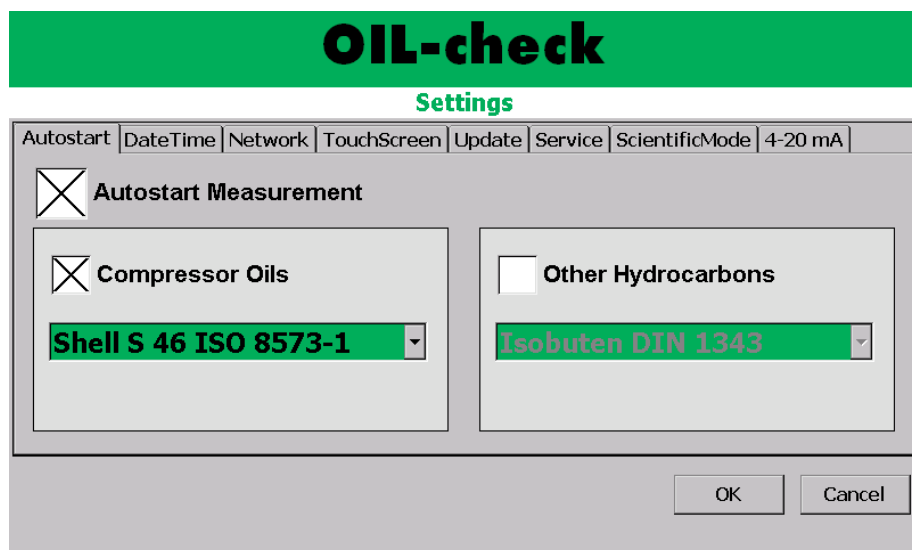 OIL-check
Settings
Autostart DateTime Network TouchScreen Update Service ScientificMode 4-20 mA
Autostart Measurement
Compressor Oils
Shell S 46 ISO 8573-1
Other Hydrocarbons
Isobuten DIN 1343
OK Cancel